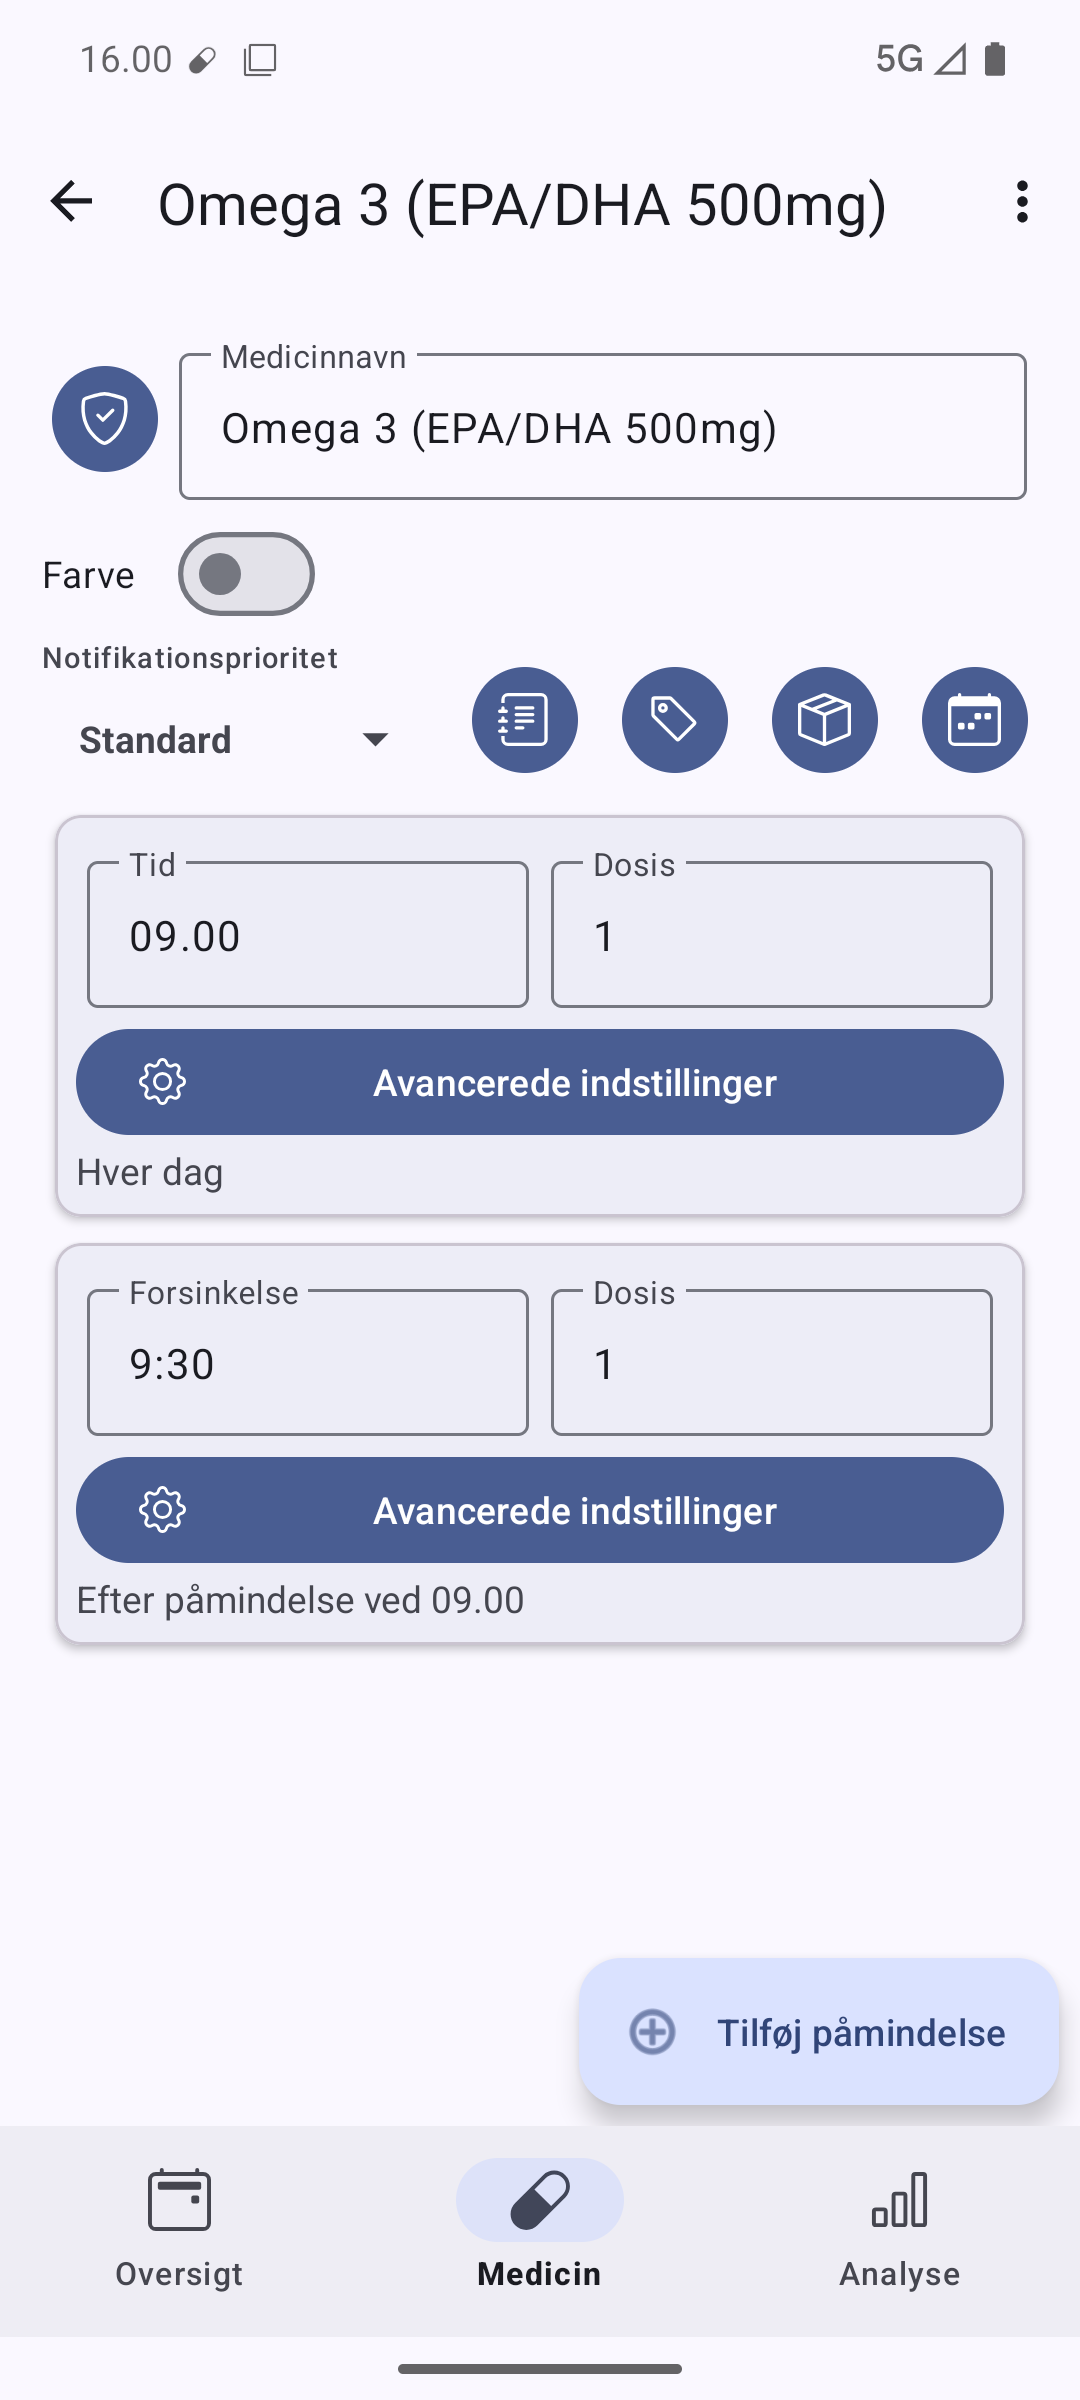 16.00
5G
Omega 3 (EPA/DHA 500mg)
Medicinnavn
Omega 3 (EPA/DHA 500mg)
Farve
Notifikationsprioritet
Standard
Tid
09.00
Dosis
1
Avancerede indstillinger
Hver dag
Forsinkelse
9:30
Dosis
1
Avancerede indstillinger
Efter påmindelse ved 09.00
Tilføj påmindelse
Oversigt
Medicin
Analyse